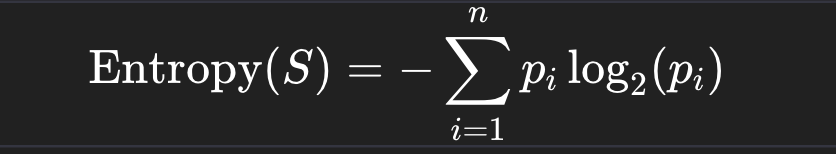 Entropy(S) = − ∑_{i=1}^{n} p_i log_2(p_i)